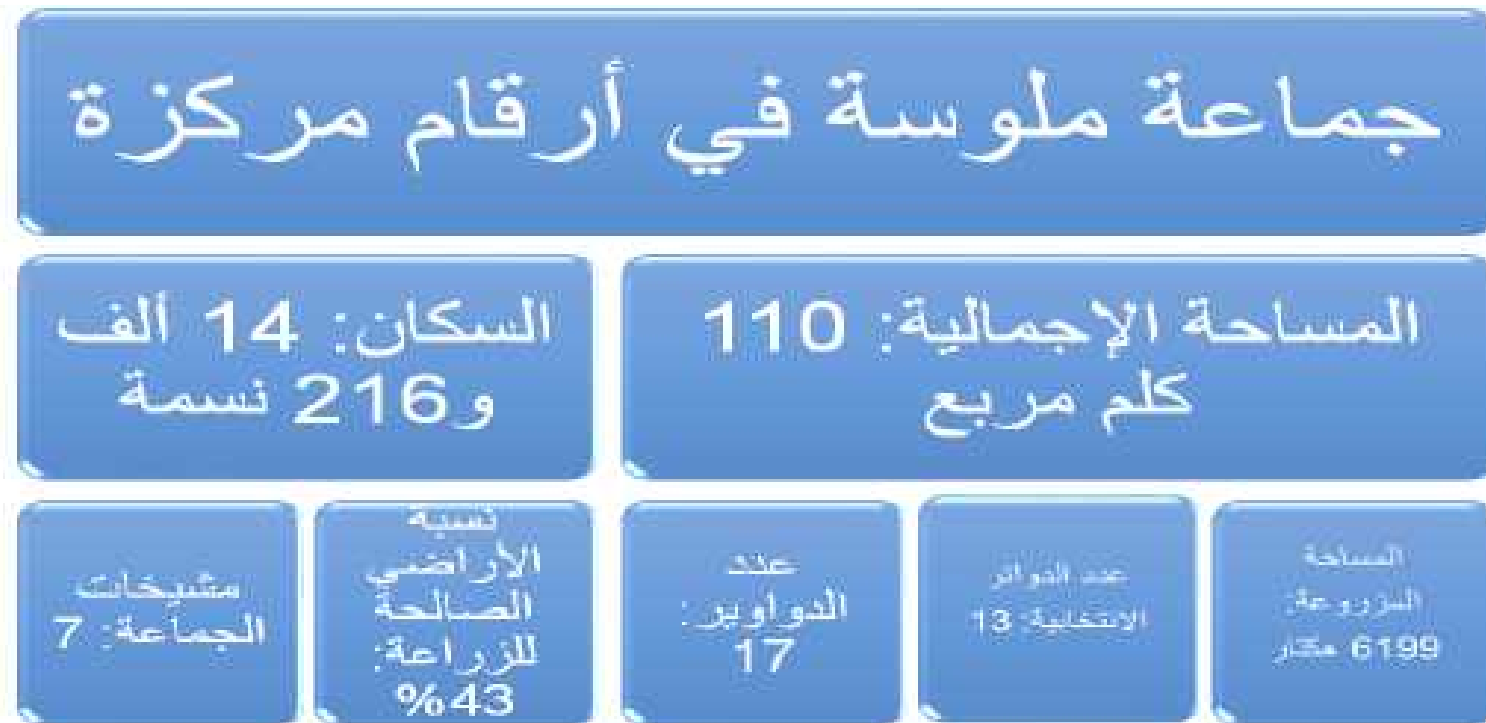 جماعة ملوسة في أرقام مركزة
المساحة الإجمالية: 110
كلم مربع
السكان: 14 ألف
و216 نسمة
المساحة
المزروعة:
6199 هكتار
عدد الدوائر
الانتخابية: 13
عدد
الدواوير:
17
نسبة
الأراضي
الصالحة
للزراعة:
%43
مشيخات
الجماعة: 7